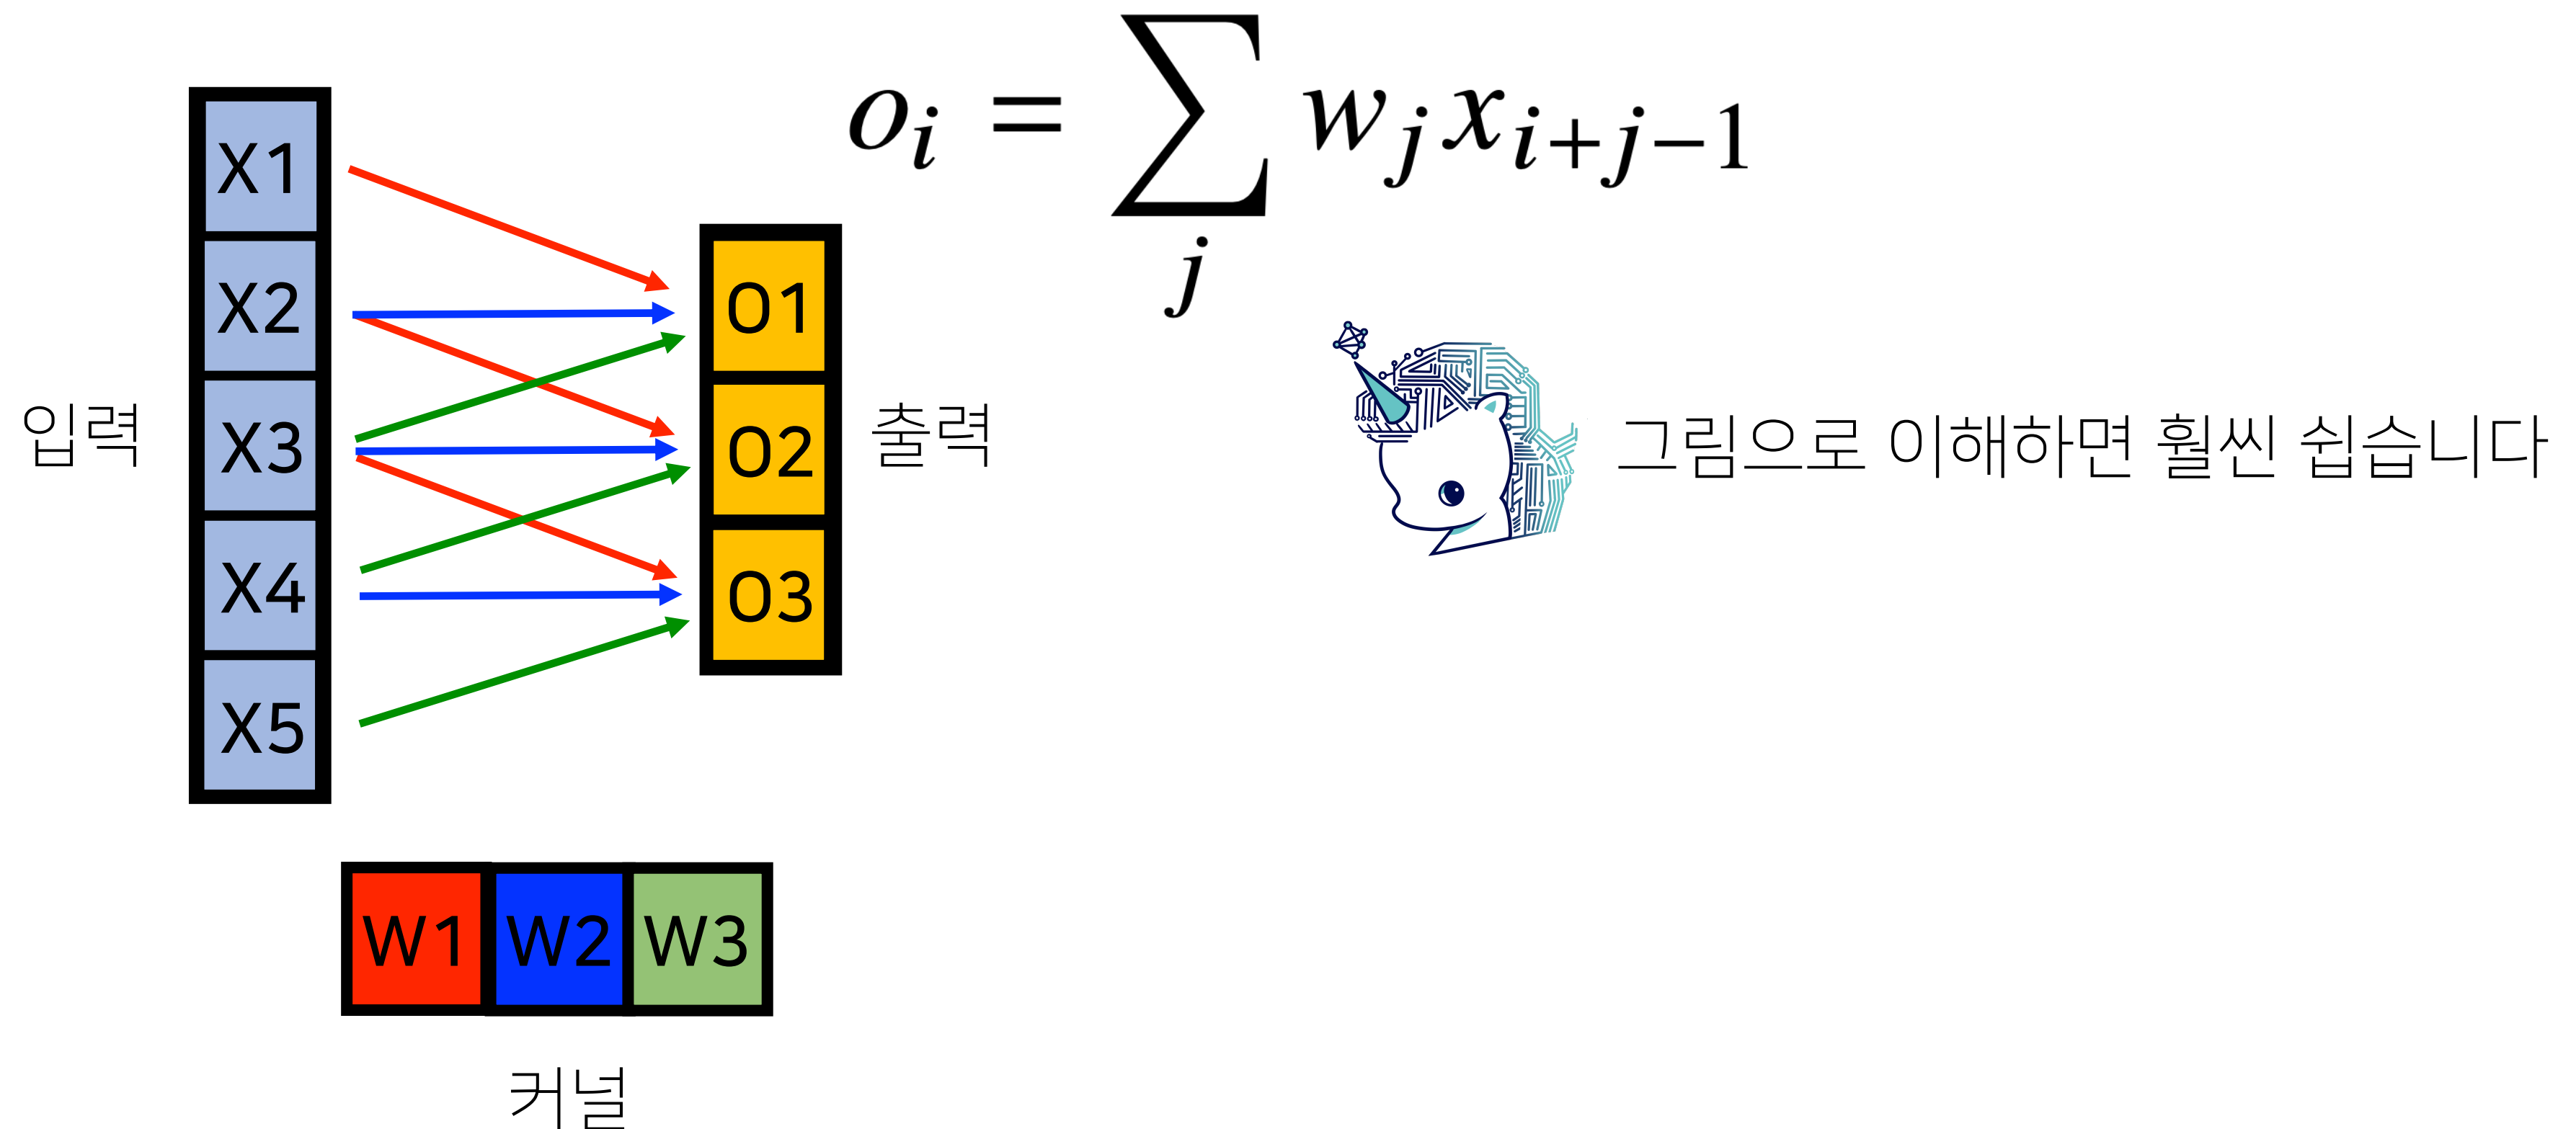 o_i = \sum_j w_j x_{i+j-1}
입력
X1
X2
X3
X4
X5
O1
O2
O3
출력
그림으로 이해하면 훨씬 쉽습니다
W1 W2 W3
커널